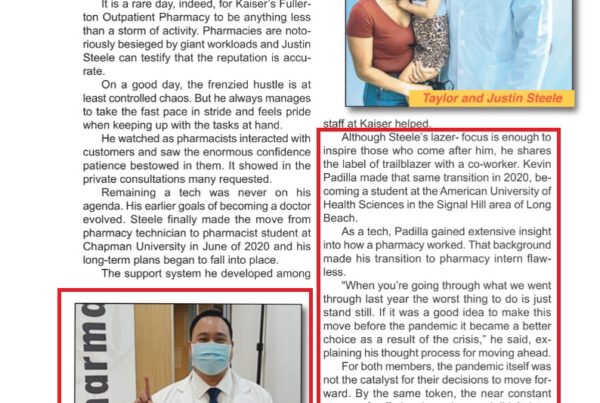 It is a rare day, indeed, for Kaiser's Fuller-
ton Outpatient Pharmacy to be anything less
than a storm of activity. Pharmacies are noto-
riously besieged by giant workloads and Justin
Steele can testify that the reputation is accu-
rate.
On a good day, the frenzied hustle is at
least controlled chaos. But he always manages
to take the fast pace in stride and feels pride
when keeping up with the tasks at hand.
He watched as pharmacists interacted with
customers and saw the enormous confidence
patience bestowed in them. It showed in the
private consultations many requested.
Remaining a tech was never on his
agenda. His earlier goals of becoming a doctor
evolved. Steele finally made the move from
pharmacy technician to pharmacist student at
Chapman University in June of 2020 and his
long-term plans began to fall into place.
The support system he developed among
harma
Taylor and Justin Steele
staff at Kaiser helped.
Although Steele's lazer- focus is enough to
inspire those who come after him, he shares
the label of trailblazer with a co-worker. Kevin
Padilla made that same transition in 2020, be-
coming a student at the American University of
Health Sciences in the Signal Hill area of Long
Beach.
As a tech, Padilla gained extensive insight
into how a pharmacy worked. That background
made his transition to pharmacy intern flaw-
less.
"When you're going through what we went
through last year the worst thing to do is just
stand still. If it was a good idea to make this
move before the pandemic it became a better
choice as a result of the crisis," he said, ex-
plaining his thought process for moving ahead.
For both members, the pandemic itself was
not the catalyst for their decisions to move for-
ward. By the same token, the near constant